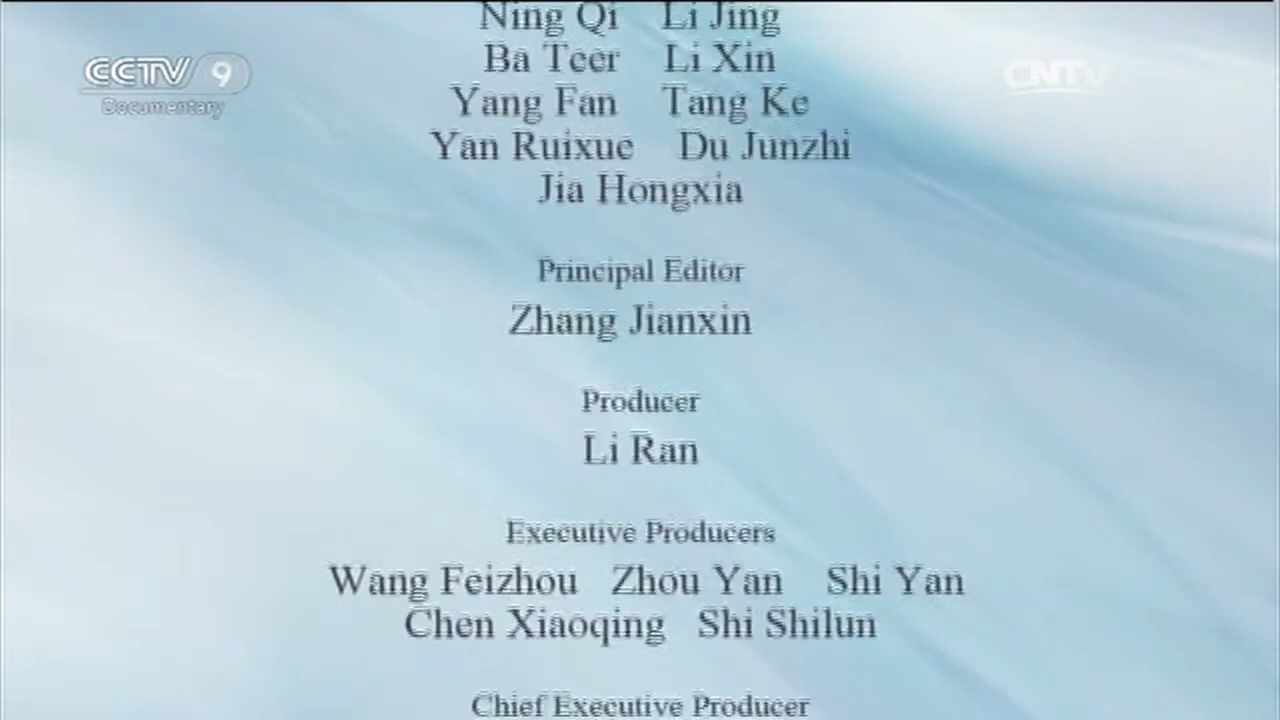 Ning Qi Li Jing
CCTV 9
Documentary
CNTV
Ba Teer Li Xin
Yang Fan Tang Ke
Yan Ruixue Du Junzhi
Jia Hongxia
Principal Editor
Zhang Jianxin
Producer
Li Ran
Executive Producers
Wang Feizhou Zhou Yan Shi Yan
Chen Xiaoqing Shi Shilun
Chief Executive Producer